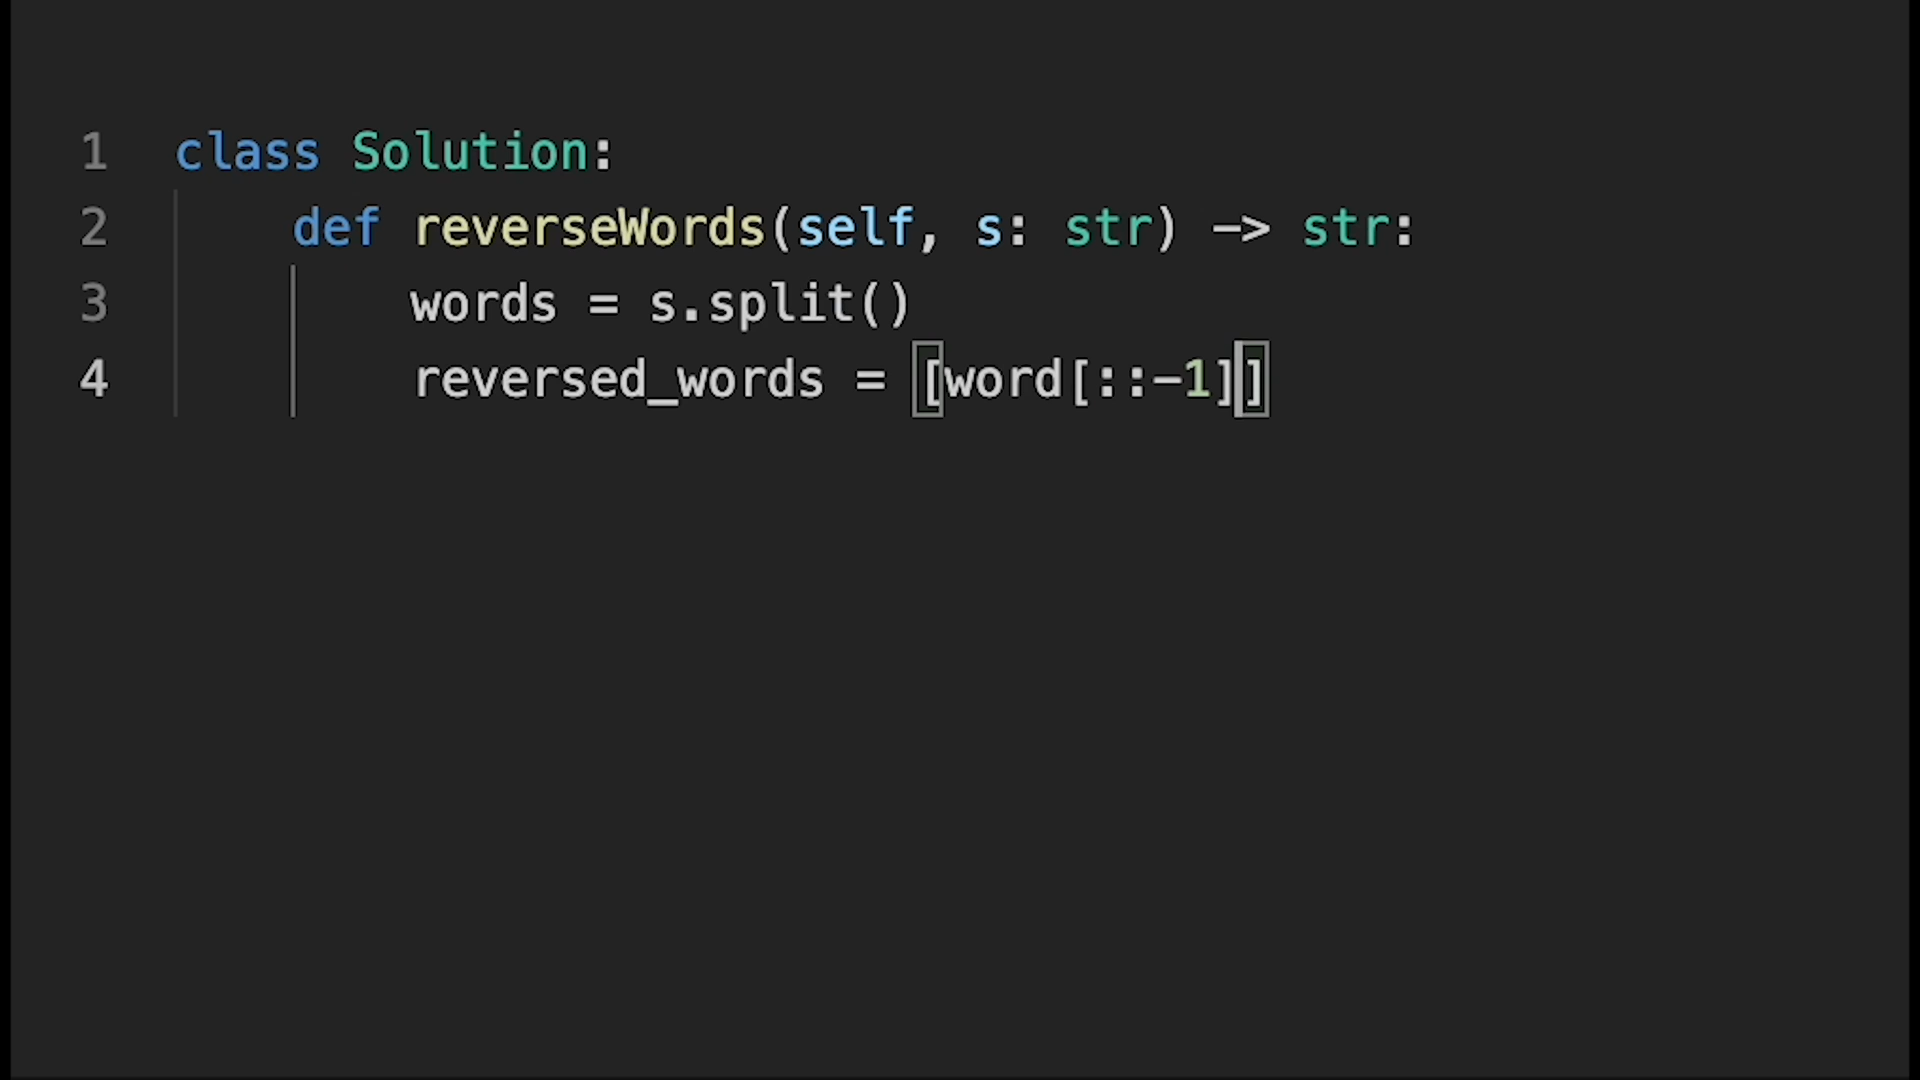 1 class Solution:
2 def reverseWords(self, s: str) -> str:
3 words = s.split()
4 reversed_words = [word[::-1]]